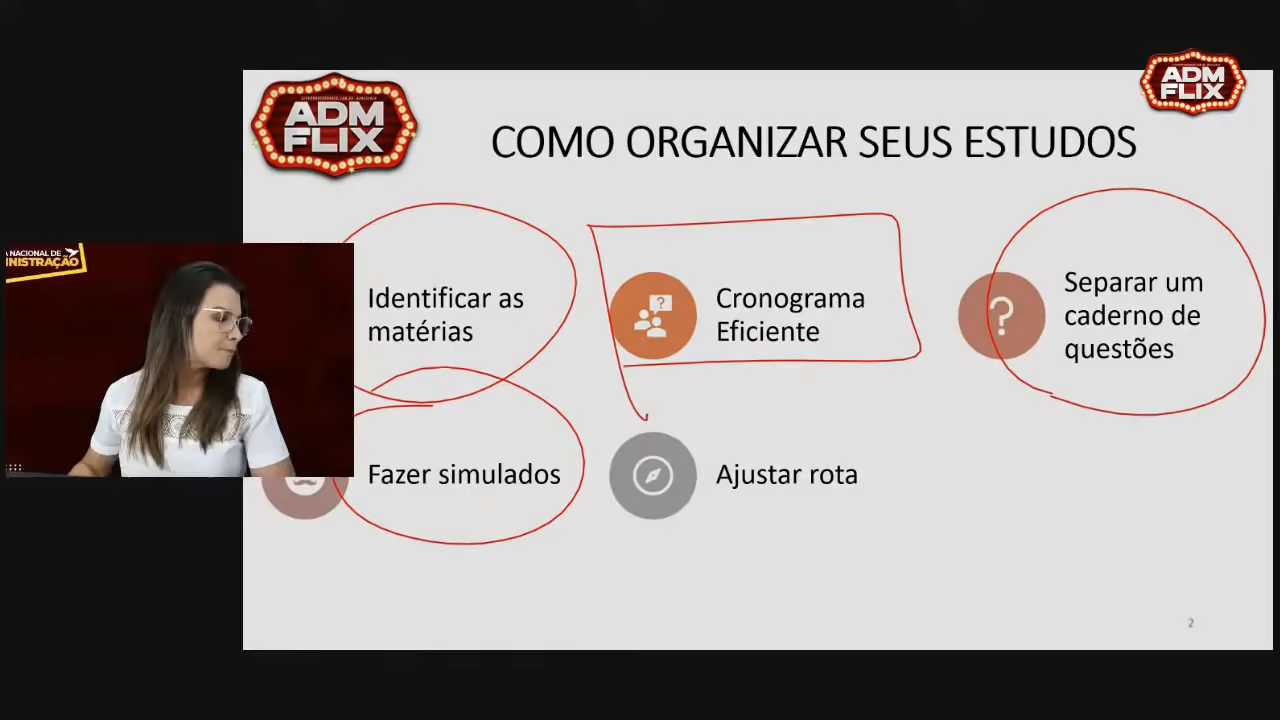 ADM
FLIX
ADM
FLIX
COMO ORGANIZAR SEUS ESTUDOS
Identificar as
matérias
Cronograma
Eficiente
Separar um
caderno de
questões
A NACIONAL DE
INISTRAÇÃO
Fazer simulados
Ajustar rota
2